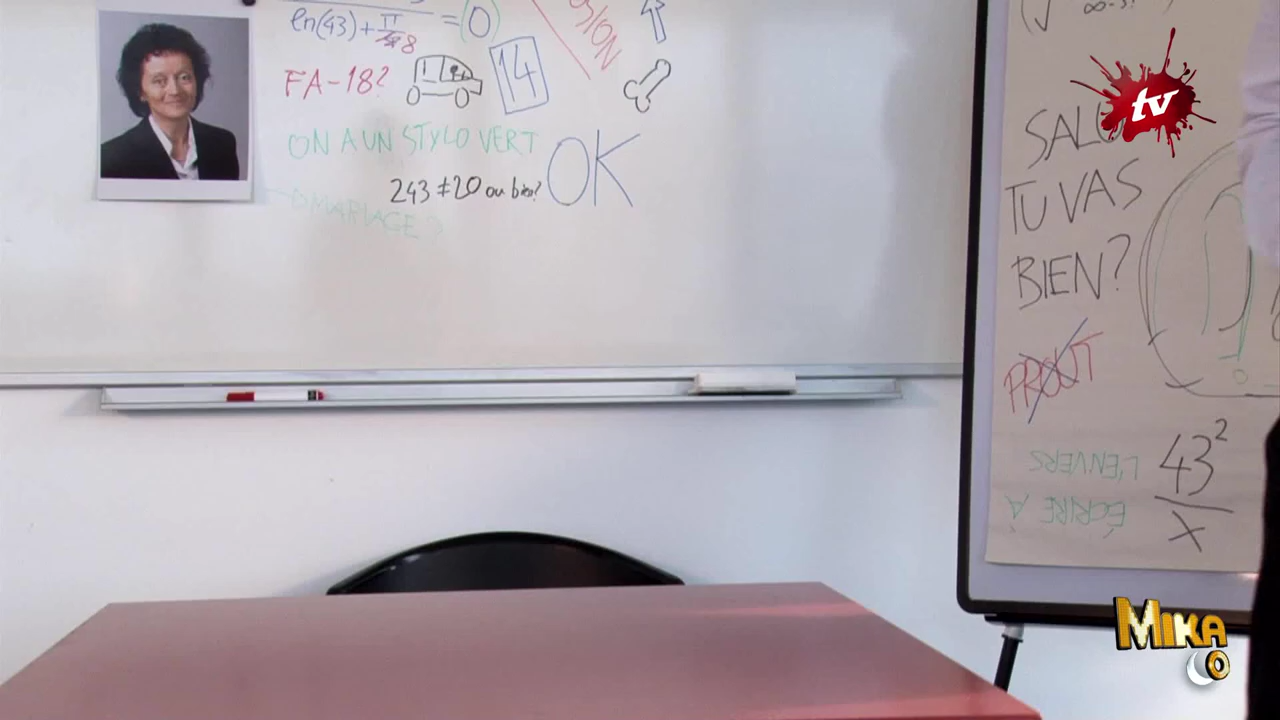 ln(43)+
=(0)
FA-18?
14
ON A UN STYLO VERT
OK
243≠20 ou bien?
MARIAGE?
tv
SALU
TU VAS
BIEN?
PROUT
ÉCRIRE À
L'ENVERS
43²
x
MIKA